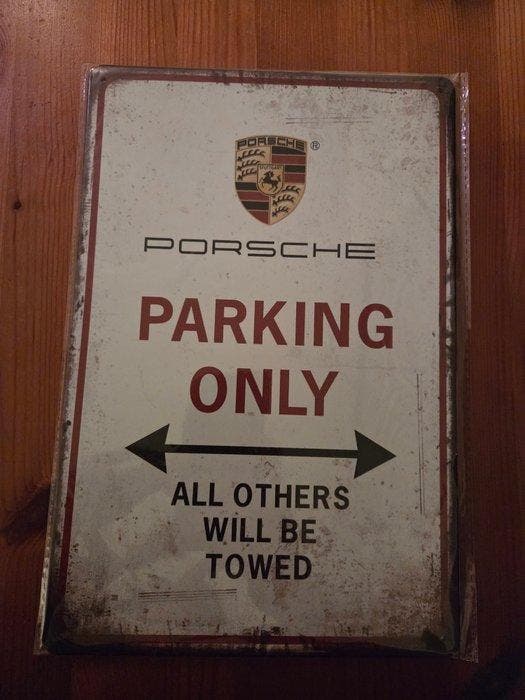 PORSCHE ®
PORSCHE
PARKING
ONLY
ALL OTHERS
WILL BE
TOWED